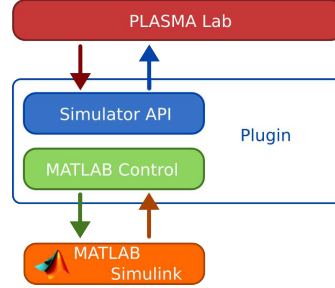 PLASMA Lab
Simulator API
Plugin
MATLAB Control
MATLAB
Simulink